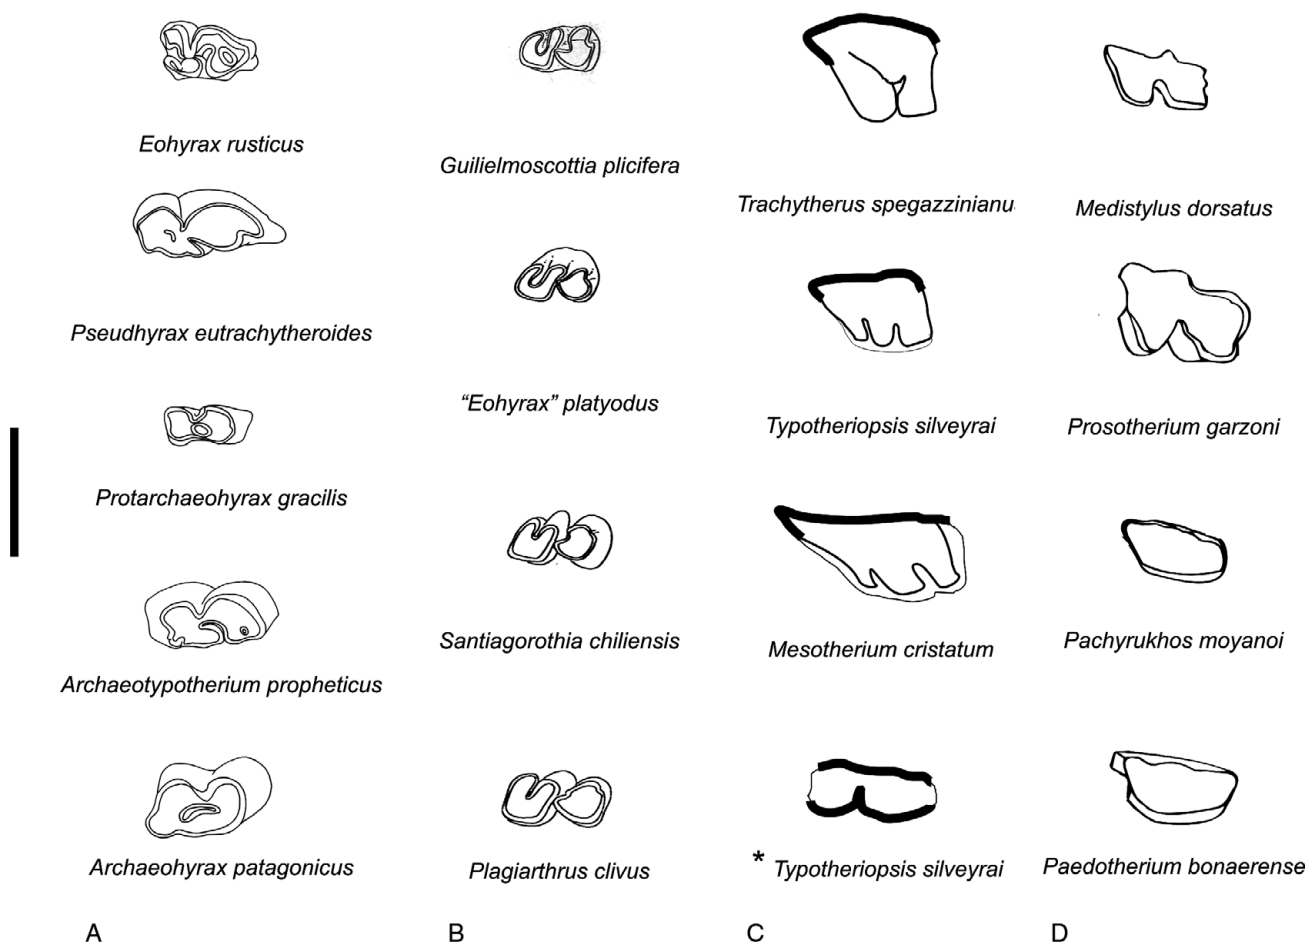 Eohyrax rusticus
Pseudhyrax eutrachytheroides
Protarchaeohyrax gracilis
Archaeotypotherium propheticus
Archaeohyrax patagonicus
A
Guilielmoscottia plicifera
“Eohyrax” platyodus
Santiagorothia chiliensis
Plagiarthrus clivus
B
Trachytherus spegazzinianu
Typotheriopsis silveyrai
Mesotherium cristatum
* Typotheriopsis silveyrai
C
Medistylus dorsatus
Prosotherium garzoni
Pachyrukhos moyanoi
Paedotherium bonaerense
D